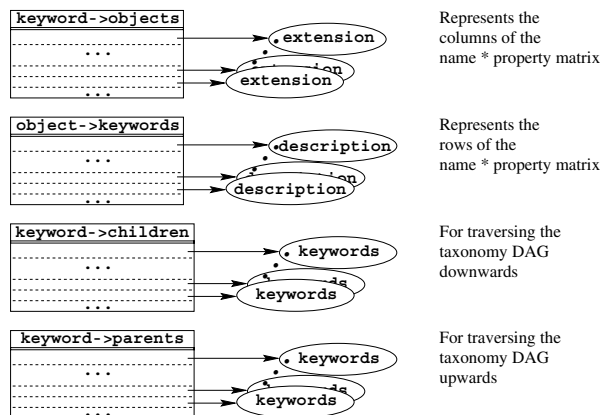 keyword->objects
...
...
extension
extension
Represents the
columns of the
name * property matrix
object->keywords
...
...
description
description
Represents the
rows of the
name * property matrix
keyword->children
...
...
keywords
keywords
For traversing the
taxonomy DAG
downwards
keyword->parents
...
...
keywords
keywords
For traversing the
taxonomy DAG
upwards